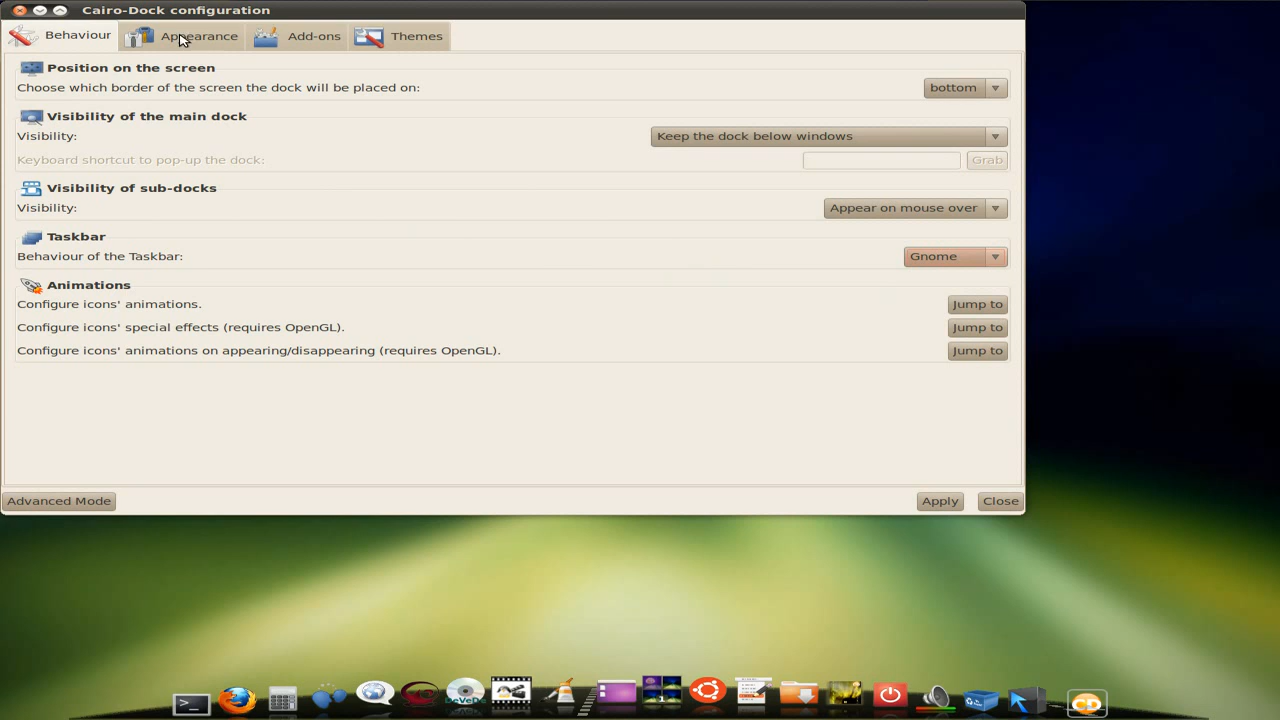 Cairo-Dock configuration
Behaviour Appearance Add-ons Themes
Position on the screen
Choose which border of the screen the dock will be placed on: bottom
Visibility of the main dock
Visibility: Keep the dock below windows
Keyboard shortcut to pop-up the dock: Grab
Visibility of sub-docks
Visibility: Appear on mouse over
Taskbar
Behaviour of the Taskbar: Gnome
Animations
Configure icons' animations. Jump to
Configure icons' special effects (requires OpenGL). Jump to
Configure icons' animations on appearing/disappearing (requires OpenGL). Jump to
Advanced Mode Apply Close